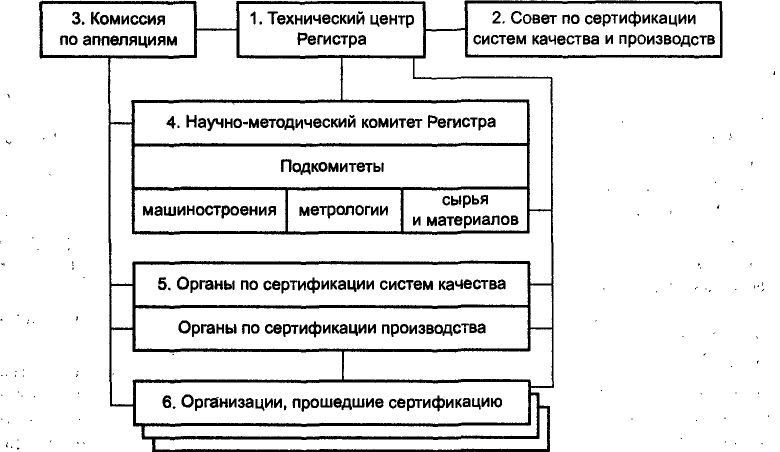 3. Комиссия
по аппеляциям
1. Технический центр
Регистра
2. Совет по сертификации
систем качества и производств
4. Научно-методический комитет Регистра
Подкомитеты
машиностроения
метрологии
сырья
и материалов
5. Органы по сертификации систем качества
Органы по сертификации производства
6. Организации, прошедшие сертификацию